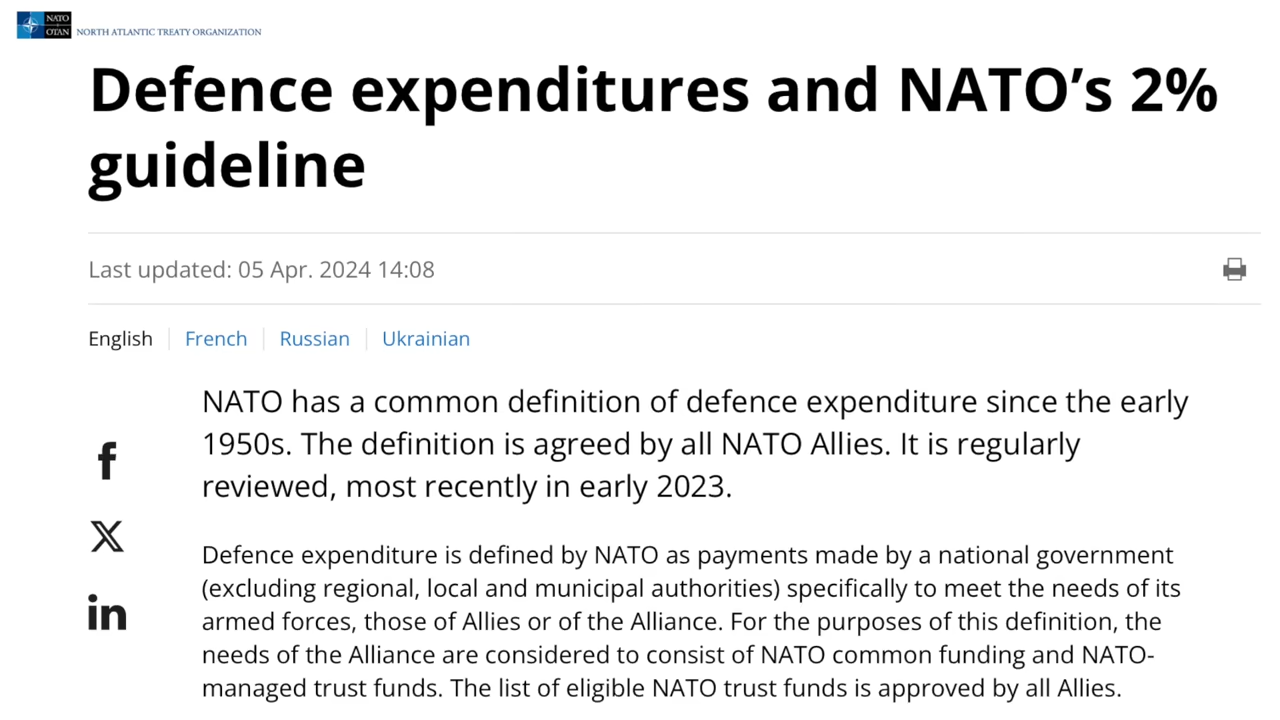 NATO
OTAN
NORTH ATLANTIC TREATY ORGANIZATION
Defence expenditures and NATO’s 2%
guideline
Last updated: 05 Apr. 2024 14:08
English French Russian Ukrainian
NATO has a common definition of defence expenditure since the early
1950s. The definition is agreed by all NATO Allies. It is regularly
reviewed, most recently in early 2023.
Defence expenditure is defined by NATO as payments made by a national government
(excluding regional, local and municipal authorities) specifically to meet the needs of its
armed forces, those of Allies or of the Alliance. For the purposes of this definition, the
needs of the Alliance are considered to consist of NATO common funding and NATO-
managed trust funds. The list of eligible NATO trust funds is approved by all Allies.